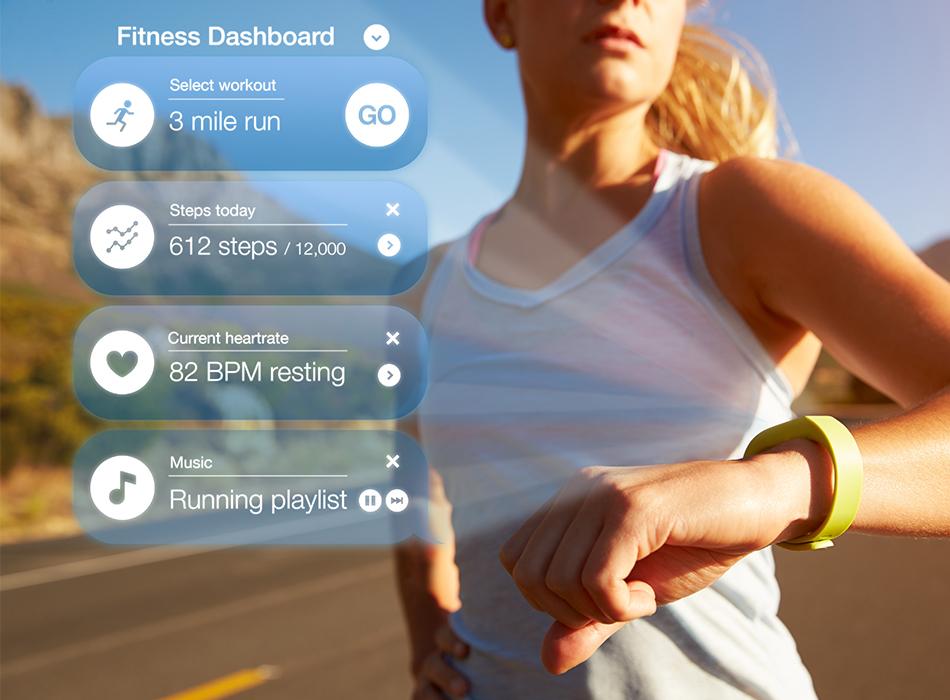 Fitness Dashboard
Select workout
3 mile run
GO
Steps today
612 steps / 12,000
Current heartrate
82 BPM resting
Music
Running playlist